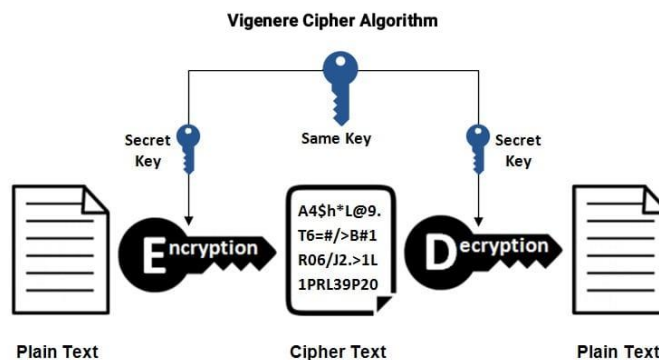 Vigenere Cipher Algorithm
Secret
Key
Same Key
Secret
Key
Encryption
A4$h*L@9.
T6=#/>B#1
R06/J2.>1L
1PRL39P20
Decryption
Plain Text
Cipher Text
Plain Text